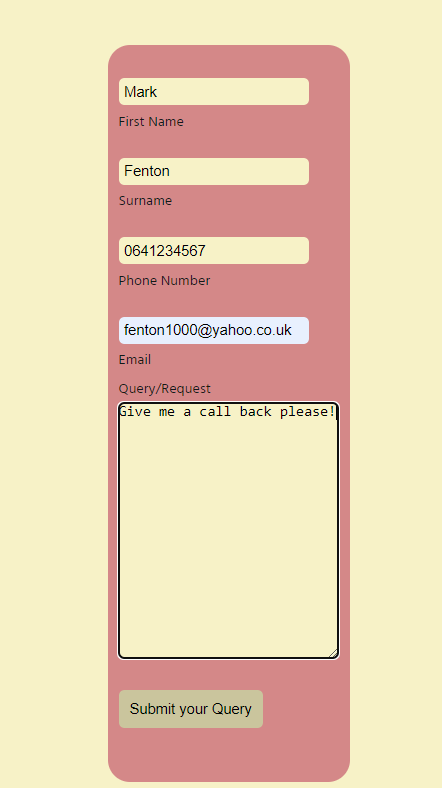 Mark
First Name
Fenton
Surname
0641234567
Phone Number
fenton1000@yahoo.co.uk
Email
Query/Request
Give me a call back please!
Submit your Query